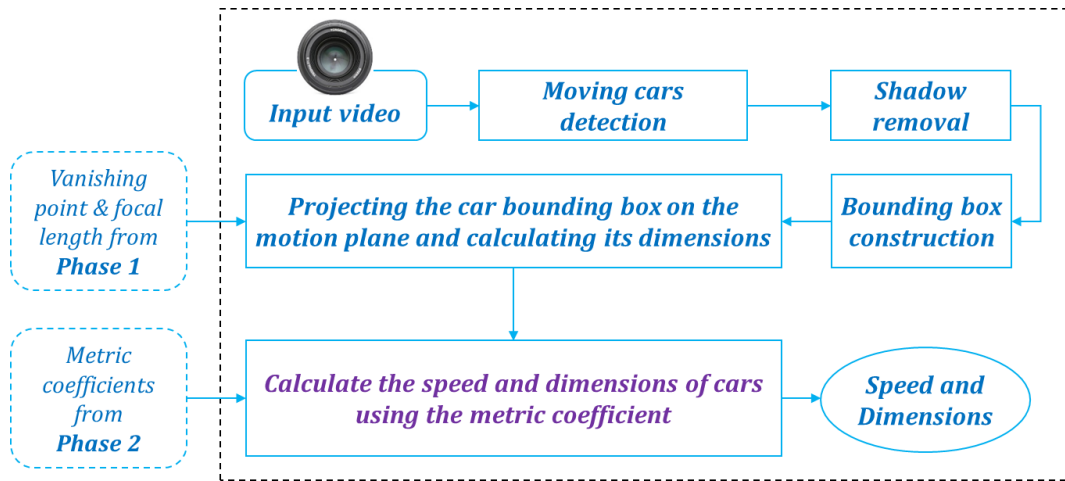 Input video
Moving cars
detection
Shadow
removal
Vanishing
point & focal
length from
Phase 1
Projecting the car bounding box on the
motion plane and calculating its dimensions
Bounding box
construction
Metric
coefficients
from
Phase 2
Calculate the speed and dimensions of cars
using the metric coefficient
Speed and
Dimensions